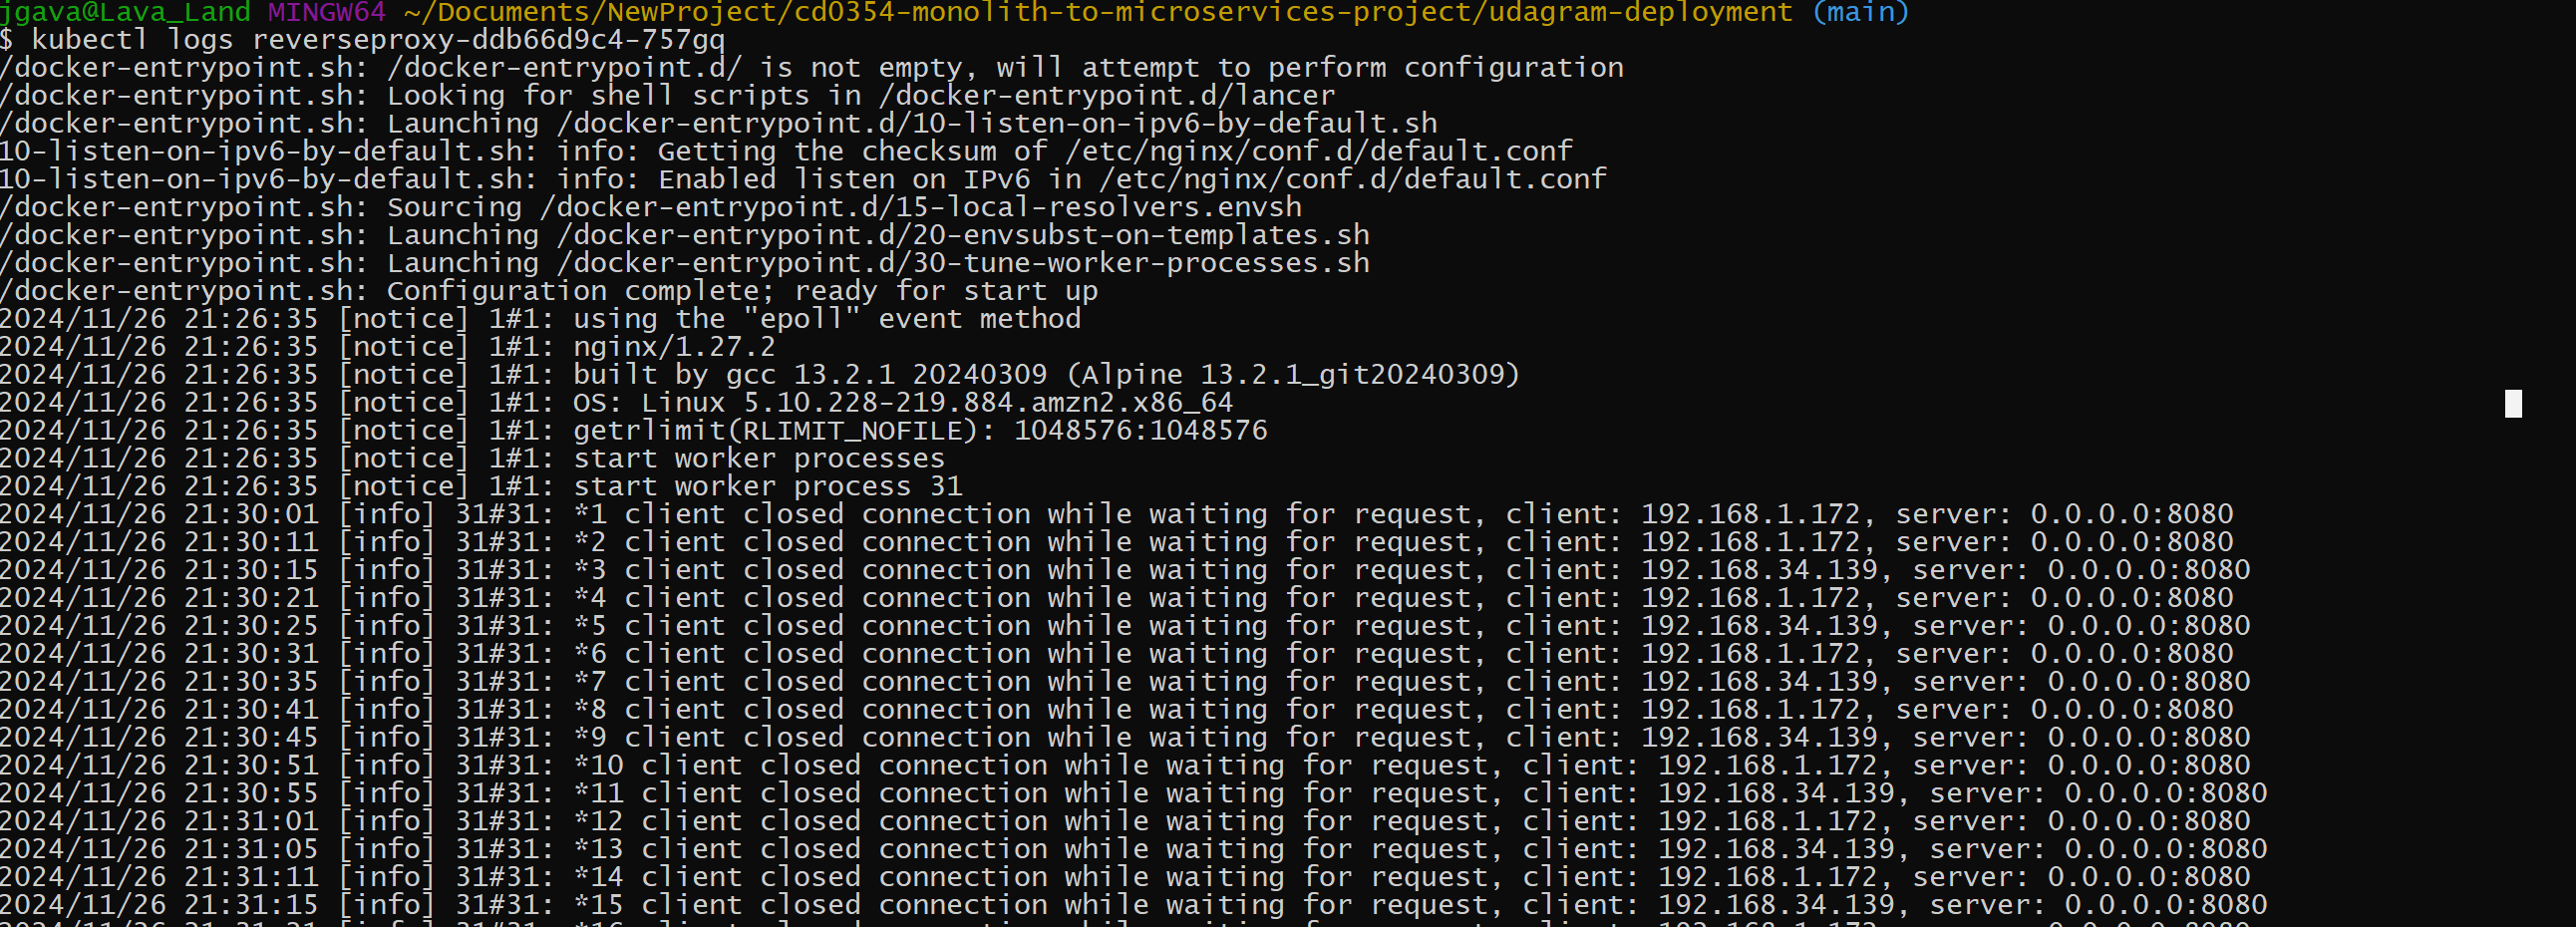 jgava@Lava_Land MINGW64 ~/Documents/NewProject/cd0354-monolith-to-microservices-project/udagram-deployment (main)
$ kubectl logs reverseproxy-ddb66d9c4-757gq
/docker-entrypoint.sh: /docker-entrypoint.d/ is not empty, will attempt to perform configuration
/docker-entrypoint.sh: Looking for shell scripts in /docker-entrypoint.d/lancer
/docker-entrypoint.sh: Launching /docker-entrypoint.d/10-listen-on-ipv6-by-default.sh
10-listen-on-ipv6-by-default.sh: info: Getting the checksum of /etc/nginx/conf.d/default.conf
10-listen-on-ipv6-by-default.sh: info: Enabled listen on IPv6 in /etc/nginx/conf.d/default.conf
/docker-entrypoint.sh: Sourcing /docker-entrypoint.d/15-local-resolvers.envsh
/docker-entrypoint.sh: Launching /docker-entrypoint.d/20-envsubst-on-templates.sh
/docker-entrypoint.sh: Launching /docker-entrypoint.d/30-tune-worker-processes.sh
/docker-entrypoint.sh: Configuration complete; ready for start up
2024/11/26 21:26:35 [notice] 1#1: using the "epoll" event method
2024/11/26 21:26:35 [notice] 1#1: nginx/1.27.2
2024/11/26 21:26:35 [notice] 1#1: built by gcc 13.2.1 20240309 (Alpine 13.2.1_git20240309)
2024/11/26 21:26:35 [notice] 1#1: OS: Linux 5.10.228-219.884.amzn2.x86_64
2024/11/26 21:26:35 [notice] 1#1: getrlimit(RLIMIT_NOFILE): 1048576:1048576
2024/11/26 21:26:35 [notice] 1#1: start worker processes
2024/11/26 21:26:35 [notice] 1#1: start worker process 31
2024/11/26 21:30:01 [info] 31#31: *1 client closed connection while waiting for request, client: 192.168.1.172, server: 0.0.0.0:8080
2024/11/26 21:30:11 [info] 31#31: *2 client closed connection while waiting for request, client: 192.168.1.172, server: 0.0.0.0:8080
2024/11/26 21:30:15 [info] 31#31: *3 client closed connection while waiting for request, client: 192.168.34.139, server: 0.0.0.0:8080
2024/11/26 21:30:21 [info] 31#31: *4 client closed connection while waiting for request, client: 192.168.1.172, server: 0.0.0.0:8080
2024/11/26 21:30:25 [info] 31#31: *5 client closed connection while waiting for request, client: 192.168.34.139, server: 0.0.0.0:8080
2024/11/26 21:30:31 [info] 31#31: *6 client closed connection while waiting for request, client: 192.168.1.172, server: 0.0.0.0:8080
2024/11/26 21:30:35 [info] 31#31: *7 client closed connection while waiting for request, client: 192.168.34.139, server: 0.0.0.0:8080
2024/11/26 21:30:41 [info] 31#31: *8 client closed connection while waiting for request, client: 192.168.1.172, server: 0.0.0.0:8080
2024/11/26 21:30:45 [info] 31#31: *9 client closed connection while waiting for request, client: 192.168.34.139, server: 0.0.0.0:8080
2024/11/26 21:30:51 [info] 31#31: *10 client closed connection while waiting for request, client: 192.168.1.172, server: 0.0.0.0:8080
2024/11/26 21:30:55 [info] 31#31: *11 client closed connection while waiting for request, client: 192.168.34.139, server: 0.0.0.0:8080
2024/11/26 21:31:01 [info] 31#31: *12 client closed connection while waiting for request, client: 192.168.1.172, server: 0.0.0.0:8080
2024/11/26 21:31:05 [info] 31#31: *13 client closed connection while waiting for request, client: 192.168.34.139, server: 0.0.0.0:8080
2024/11/26 21:31:11 [info] 31#31: *14 client closed connection while waiting for request, client: 192.168.1.172, server: 0.0.0.0:8080
2024/11/26 21:31:15 [info] 31#31: *15 client closed connection while waiting for request, client: 192.168.34.139, server: 0.0.0.0:8080